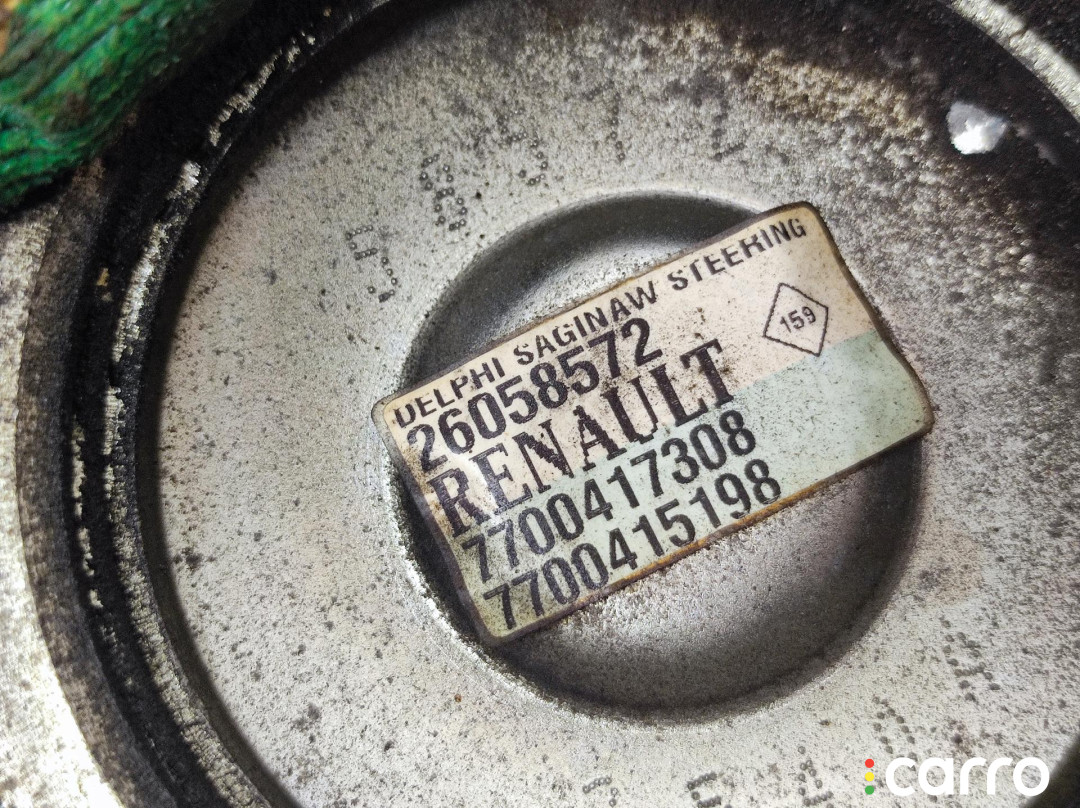 DELPHI SAGINAW STEERING
26058572
159
RENAULT
7700417308
7700415198
carro